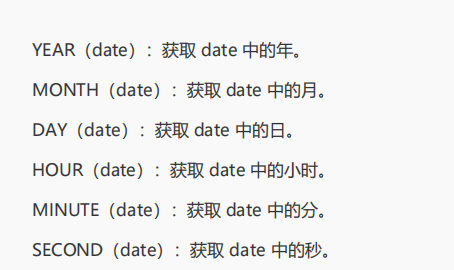 YEAR（date）：获取 date 中的年。
MONTH（date）：获取 date 中的月。
DAY（date）：获取 date 中的日。
HOUR（date）：获取 date 中的小时。
MINUTE（date）：获取 date 中的分。
SECOND（date）：获取 date 中的秒。